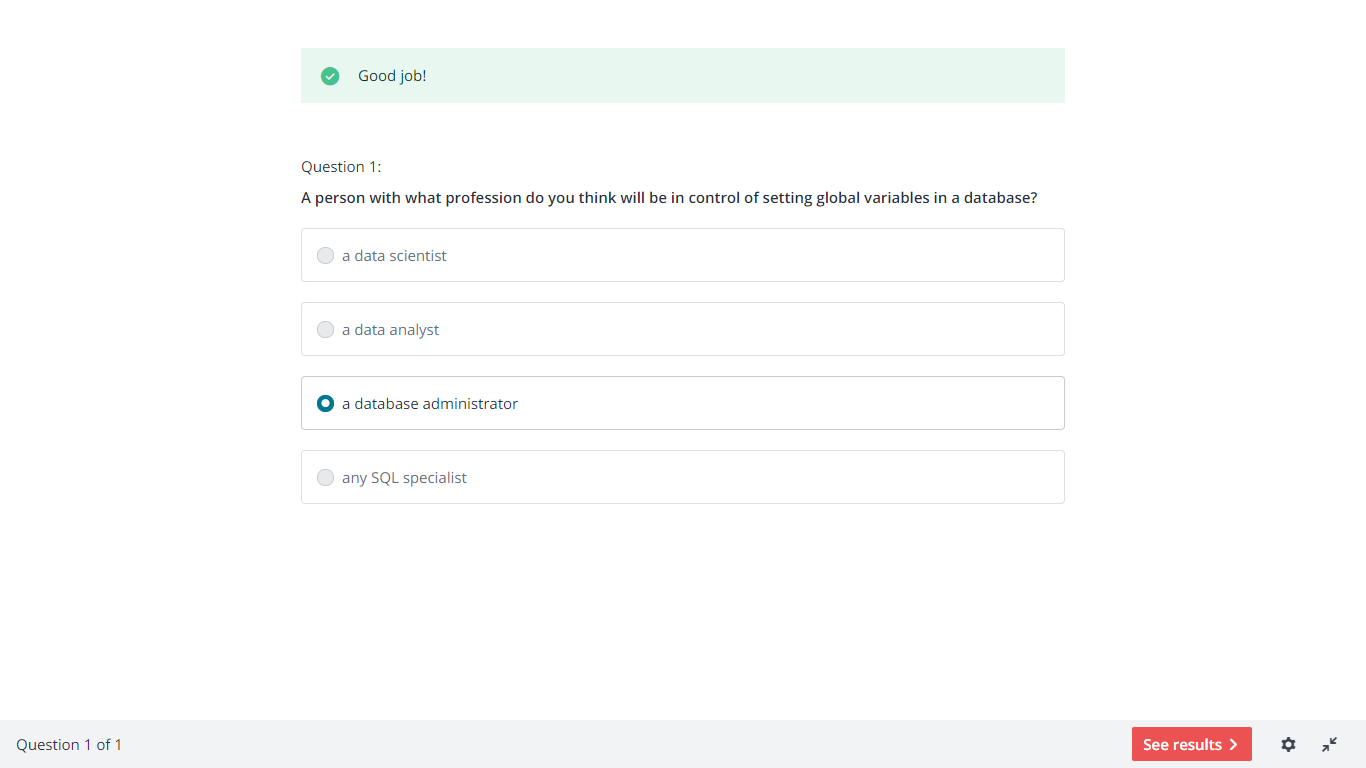 Good job!
Question 1:
A person with what profession do you think will be in control of setting global variables in a database?
a data scientist
a data analyst
a database administrator
any SQL specialist
Question 1 of 1
See results